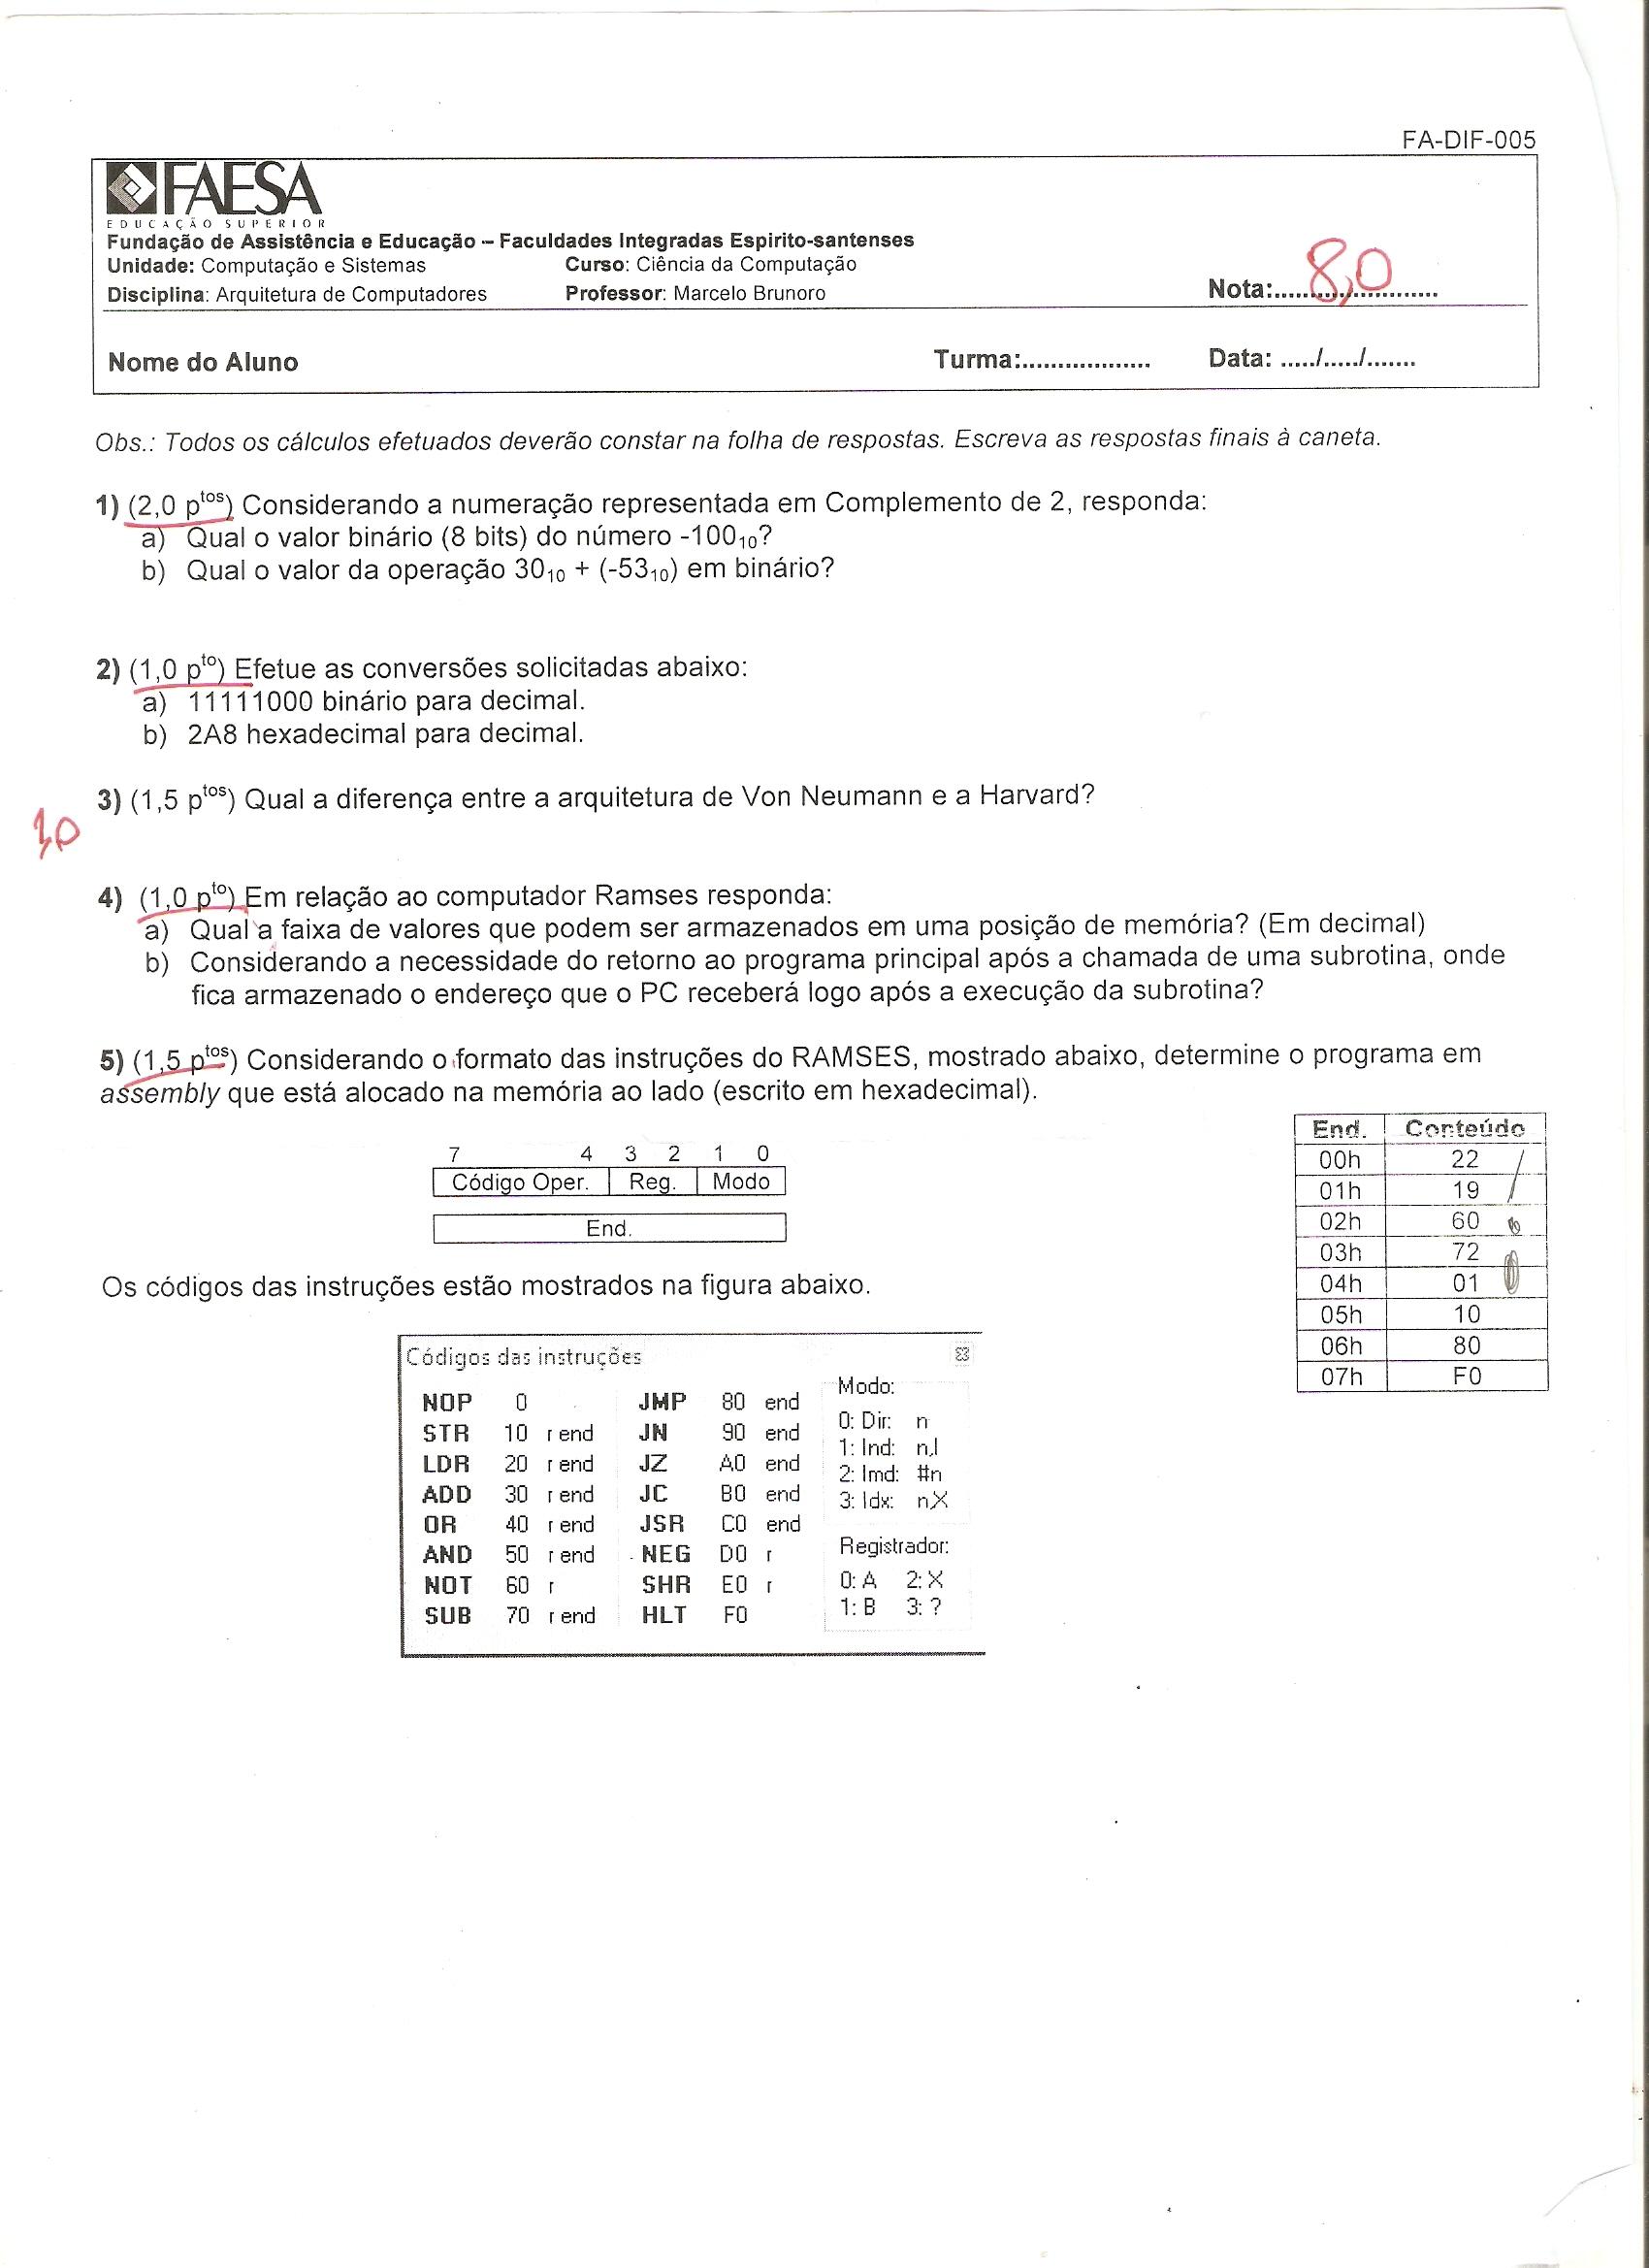 FA-DIF-005
FAESA
EDUCAÇÃO SUPERIOR
Fundação de Assistência e Educação – Faculdades Integradas Espirito-santenses
Unidade: Computação e Sistemas Curso: Ciência da Computação
Disciplina: Arquitetura de Computadores Professor: Marcelo Brunoro Nota:............................ 8,0
Nome do Aluno Turma:.................. Data: ...../...../.......
Obs.: Todos os cálculos efetuados deverão constar na folha de respostas. Escreva as respostas finais à caneta.
1) (2,0 ptos) Considerando a numeração representada em Complemento de 2, responda:
a) Qual o valor binário (8 bits) do número -100₁₀?
b) Qual o valor da operação 30₁₀ + (-53₁₀) em binário?
2) (1,0 pto) Efetue as conversões solicitadas abaixo:
a) 11111000 binário para decimal.
b) 2A8 hexadecimal para decimal.
3) (1,5 ptos) Qual a diferença entre a arquitetura de Von Neumann e a Harvard?
1,0
4) (1,0 pto) Em relação ao computador Ramses responda:
a) Qual a faixa de valores que podem ser armazenados em uma posição de memória? (Em decimal)
b) Considerando a necessidade do retorno ao programa principal após a chamada de uma subrotina, onde
fica armazenado o endereço que o PC receberá logo após a execução da subrotina?
5) (1,5 ptos) Considerando o formato das instruções do RAMSES, mostrado abaixo, determine o programa em
assembly que está alocado na memória ao lado (escrito em hexadecimal).
7 4 3 2 1 0
Código Oper. Reg. Modo
End.
End. Conteúdo
00h 22
01h 19
02h 60
03h 72
04h 01
05h 10
06h 80
07h F0
Os códigos das instruções estão mostrados na figura abaixo.
Códigos das instruções
NOP 0 JMP 80 end
STR 10 r end JN 90 end
LDR 20 r end JZ A0 end
ADD 30 r end JC B0 end
OR 40 r end JSR C0 end
AND 50 r end NEG D0 r
NOT 60 r SHR E0 r
SUB 70 r end HLT F0
Modo:
0: Dir: n
1: Ind: n,I
2: Imd: #n
3: Idx: n,X
Registrador:
0: A 2: X
1: B 3: ?